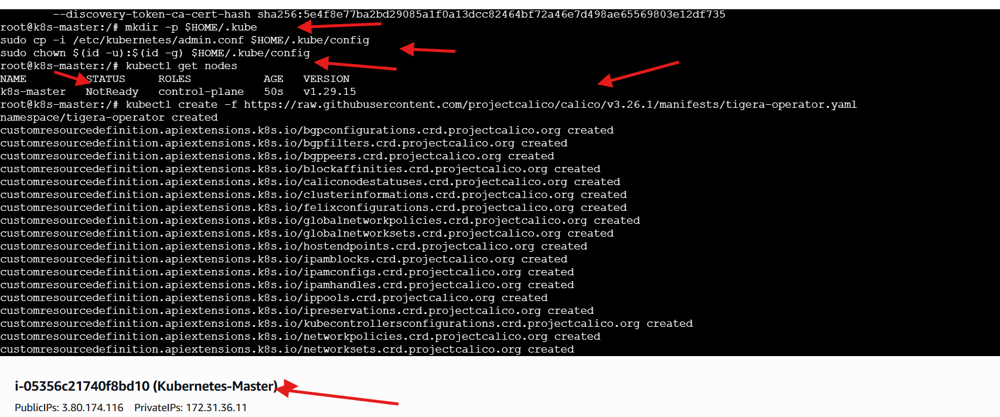 --discovery-token-ca-cert-hash sha256:5e4f8e77ba2bd29085a1f0a13dcc82464bf72a46e7d498ae65569803e12df735
root@k8s-master:/# mkdir -p $HOME/.kube
sudo cp -i /etc/kubernetes/admin.conf $HOME/.kube/config
sudo chown $(id -u):$(id -g) $HOME/.kube/config
root@k8s-master:/# kubectl get nodes
NAME STATUS ROLES AGE VERSION
k8s-master NotReady control-plane 50s v1.29.15
root@k8s-master:/# kubectl create -f https://raw.githubusercontent.com/projectcalico/calico/v3.26.1/manifests/tigera-operator.yaml
namespace/tigera-operator created
customresourcedefinition.apiextensions.k8s.io/bgpconfigurations.crd.projectcalico.org created
customresourcedefinition.apiextensions.k8s.io/bgpfilters.crd.projectcalico.org created
customresourcedefinition.apiextensions.k8s.io/bgppeers.crd.projectcalico.org created
customresourcedefinition.apiextensions.k8s.io/blockaffinities.crd.projectcalico.org created
customresourcedefinition.apiextensions.k8s.io/caliconodestatuses.crd.projectcalico.org created
customresourcedefinition.apiextensions.k8s.io/clusterinformations.crd.projectcalico.org created
customresourcedefinition.apiextensions.k8s.io/felixconfigurations.crd.projectcalico.org created
customresourcedefinition.apiextensions.k8s.io/globalnetworkpolicies.crd.projectcalico.org created
customresourcedefinition.apiextensions.k8s.io/globalnetworksets.crd.projectcalico.org created
customresourcedefinition.apiextensions.k8s.io/hostendpoints.crd.projectcalico.org created
customresourcedefinition.apiextensions.k8s.io/ipamblocks.crd.projectcalico.org created
customresourcedefinition.apiextensions.k8s.io/ipamconfigs.crd.projectcalico.org created
customresourcedefinition.apiextensions.k8s.io/ipamhandles.crd.projectcalico.org created
customresourcedefinition.apiextensions.k8s.io/ippools.crd.projectcalico.org created
customresourcedefinition.apiextensions.k8s.io/ipreservations.crd.projectcalico.org created
customresourcedefinition.apiextensions.k8s.io/kubecontrollersconfigurations.crd.projectcalico.org created
customresourcedefinition.apiextensions.k8s.io/networkpolicies.crd.projectcalico.org created
customresourcedefinition.apiextensions.k8s.io/networksets.crd.projectcalico.org created
i-05356c21740f8bd10 (Kubernetes-Master)
PublicIPs: 3.80.174.116 PrivateIPs: 172.31.36.11